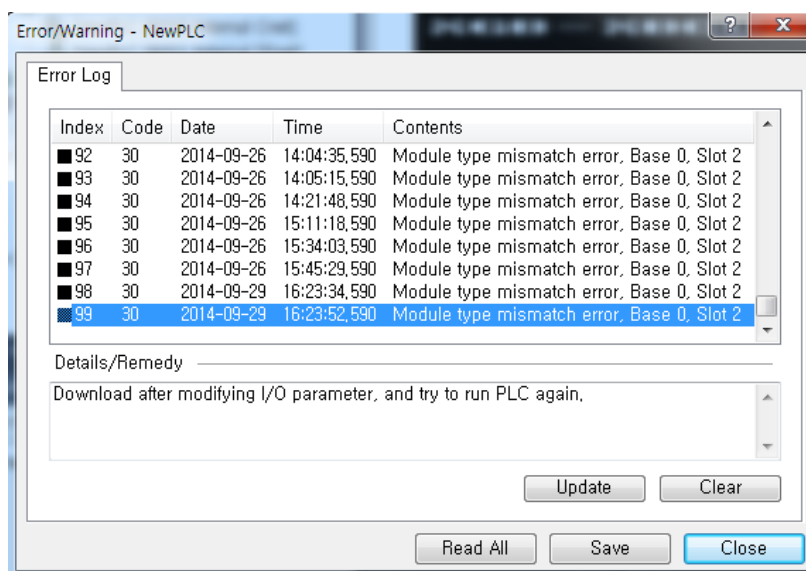 Error/Warning - NewPLC
Error Log
Index Code Date Time Contents
92 30 2014-09-26 14:04:35,590 Module type mismatch error, Base 0, Slot 2
93 30 2014-09-26 14:05:15,590 Module type mismatch error, Base 0, Slot 2
94 30 2014-09-26 14:21:48,590 Module type mismatch error, Base 0, Slot 2
95 30 2014-09-26 15:11:18,590 Module type mismatch error, Base 0, Slot 2
96 30 2014-09-26 15:34:03,590 Module type mismatch error, Base 0, Slot 2
97 30 2014-09-26 15:45:29,590 Module type mismatch error, Base 0, Slot 2
98 30 2014-09-29 16:23:34,590 Module type mismatch error, Base 0, Slot 2
99 30 2014-09-29 16:23:52,590 Module type mismatch error, Base 0, Slot 2
Details/Remedy
Download after modifying I/O parameter, and try to run PLC again,
Update Clear
Read All Save Close